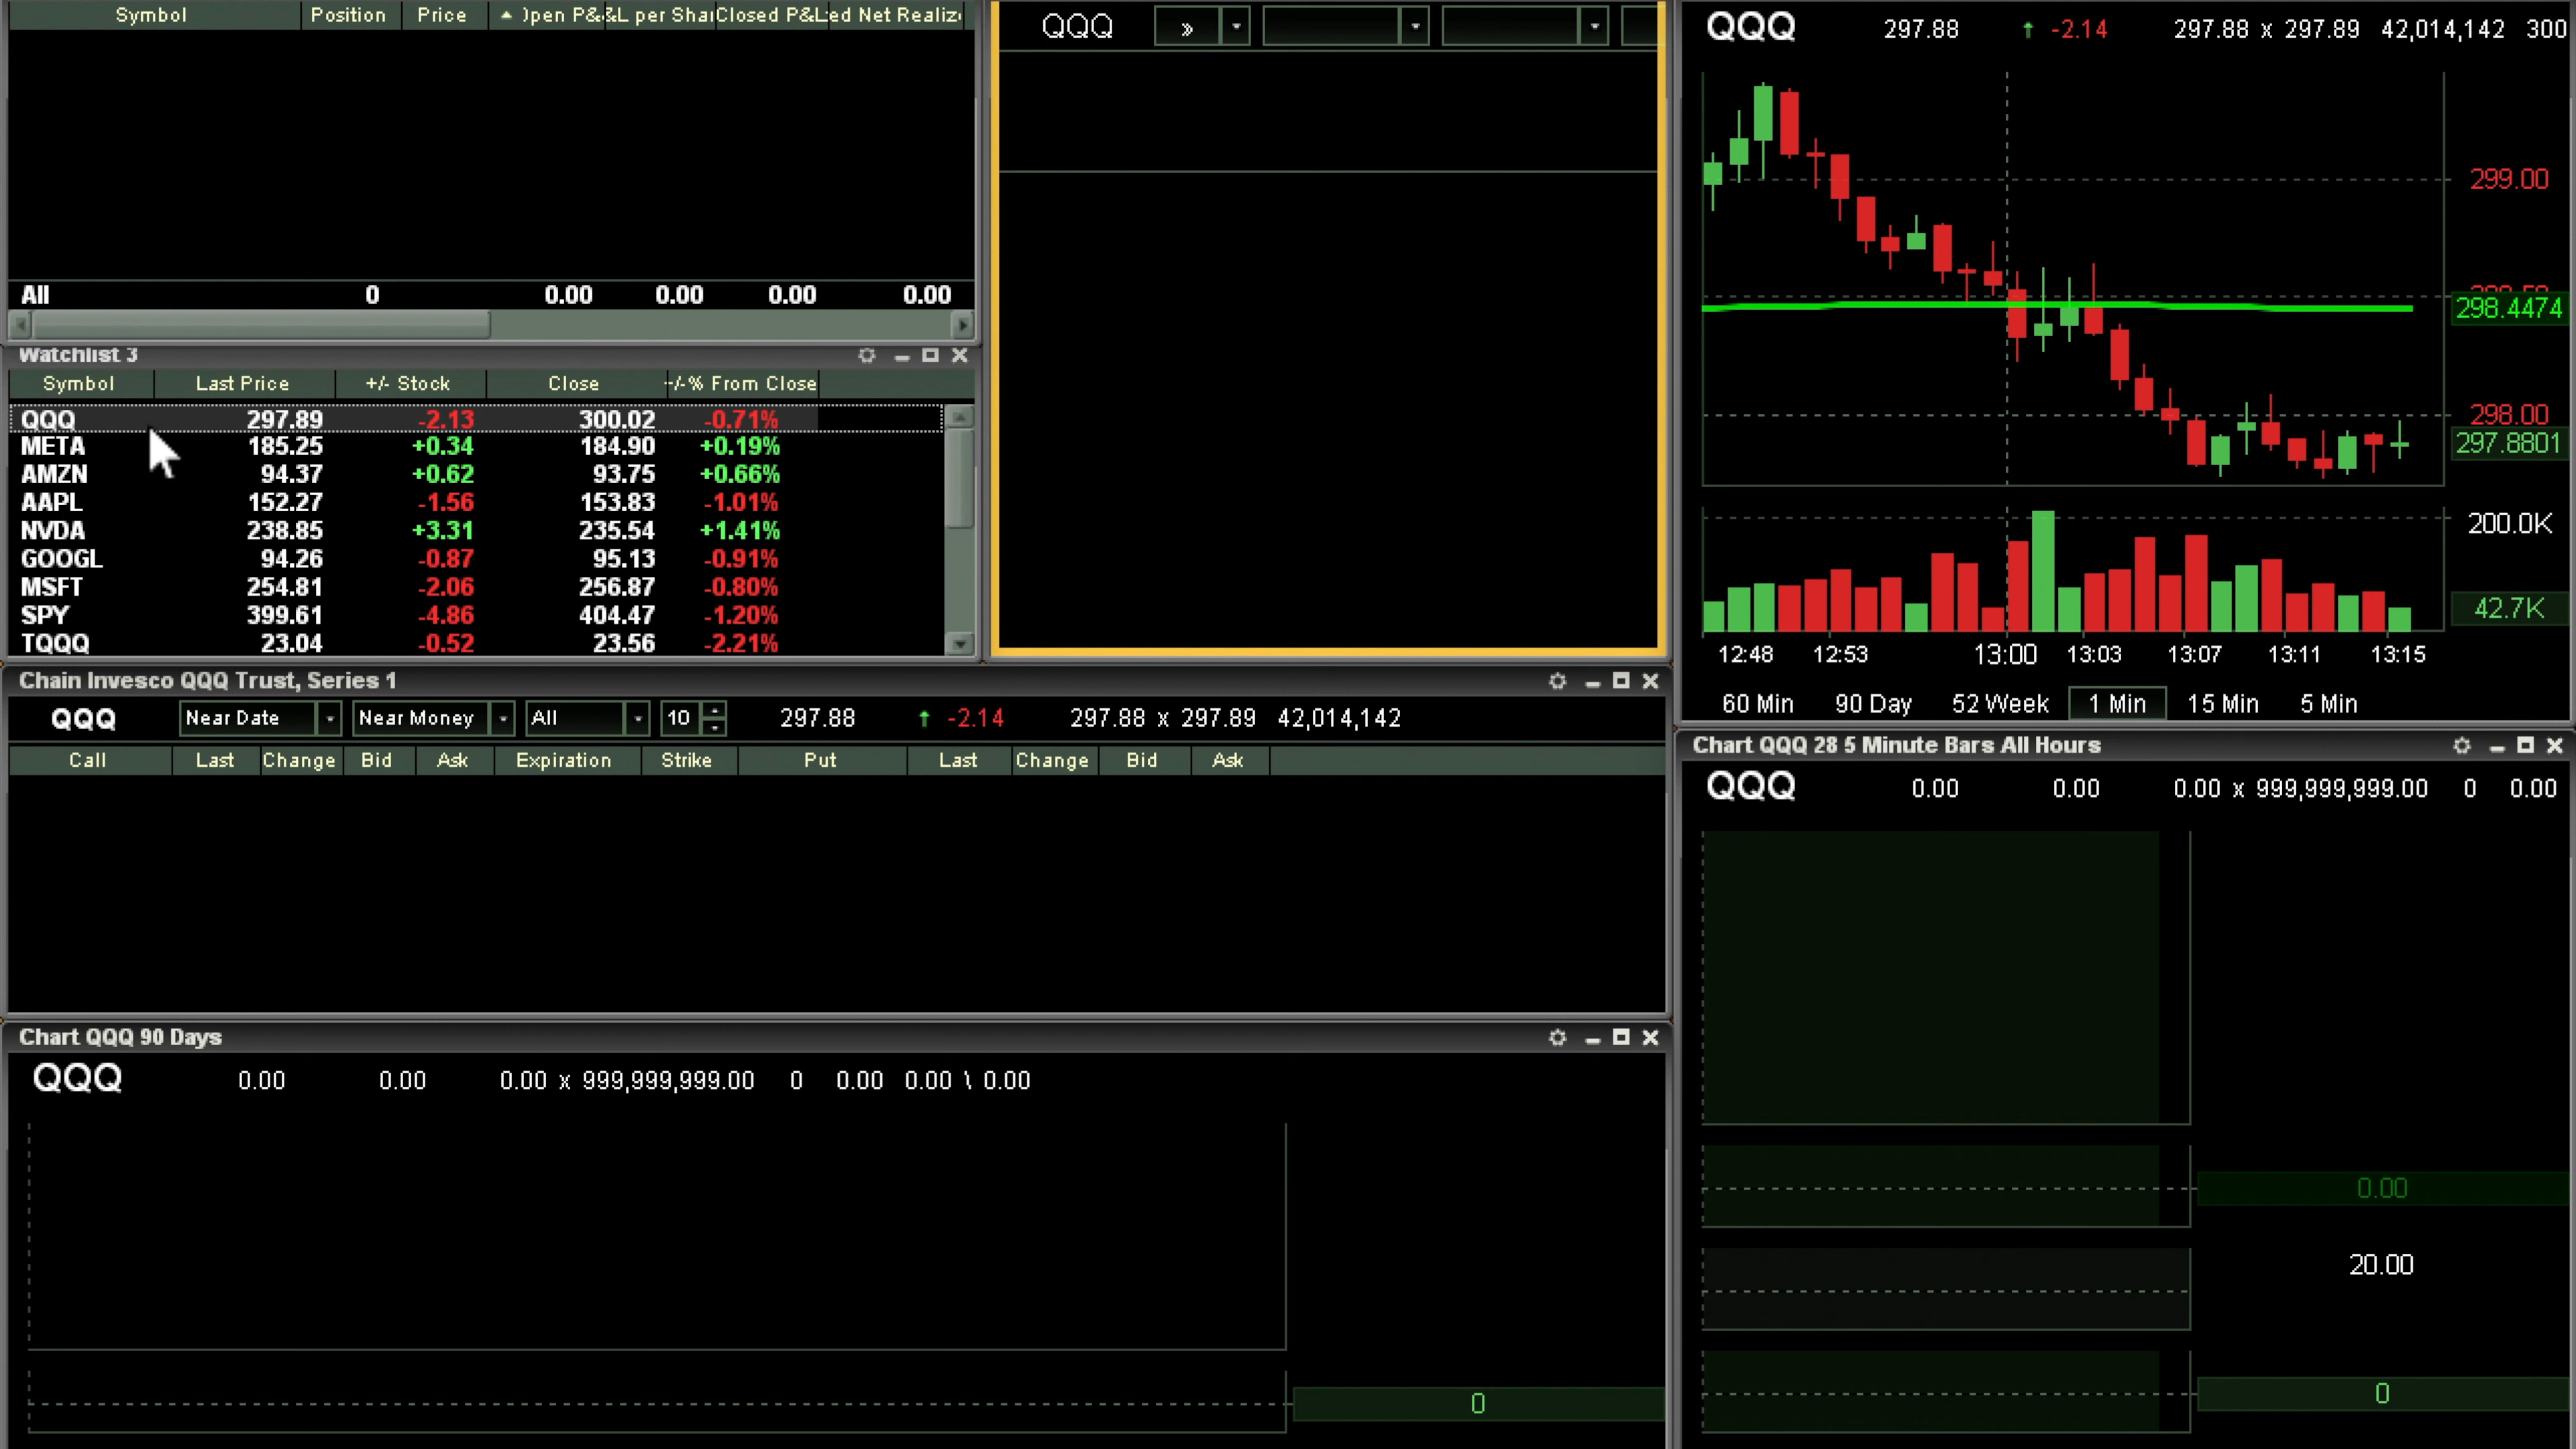 Symbol Position Price Open P& &L per Shar Closed P&L ed Net Realize
All 0 0.00 0.00 0.00 0.00
Watchlist 3
Symbol Last Price +/- Stock Close +/-% From Close
QQQ 297.89 -2.13 300.02 -0.71%
META 185.25 +0.34 184.90 +0.19%
AMZN 94.37 +0.62 93.75 +0.66%
AAPL 152.27 -1.56 153.83 -1.01%
NVDA 238.85 +3.31 235.54 +1.41%
GOOGL 94.26 -0.87 95.13 -0.91%
MSFT 254.81 -2.06 256.87 -0.80%
SPY 399.61 -4.86 404.47 -1.20%
TQQQ 23.04 -0.52 23.56 -2.21%
QQQ »
QQQ 297.88 ↑ -2.14 297.88 x 297.89 42,014,142 300
299.00
298.4474
298.00
297.8801
200.0K
42.7K
12:48 12:53 13:00 13:03 13:07 13:11 13:15
60 Min 90 Day 52 Week 1 Min 15 Min 5 Min
Chain Invesco QQQ Trust, Series 1
QQQ Near Date Near Money All 10 297.88 ↑ -2.14 297.88 x 297.89 42,014,142
Call Last Change Bid Ask Expiration Strike Put Last Change Bid Ask
Chart QQQ 90 Days
QQQ 0.00 0.00 0.00 x 999,999,999.00 0 0.00 0.00 \ 0.00
0
Chart QQQ 28 5 Minute Bars All Hours
QQQ 0.00 0.00 0.00 x 999,999,999.00 0 0.00
0.00
20.00
0